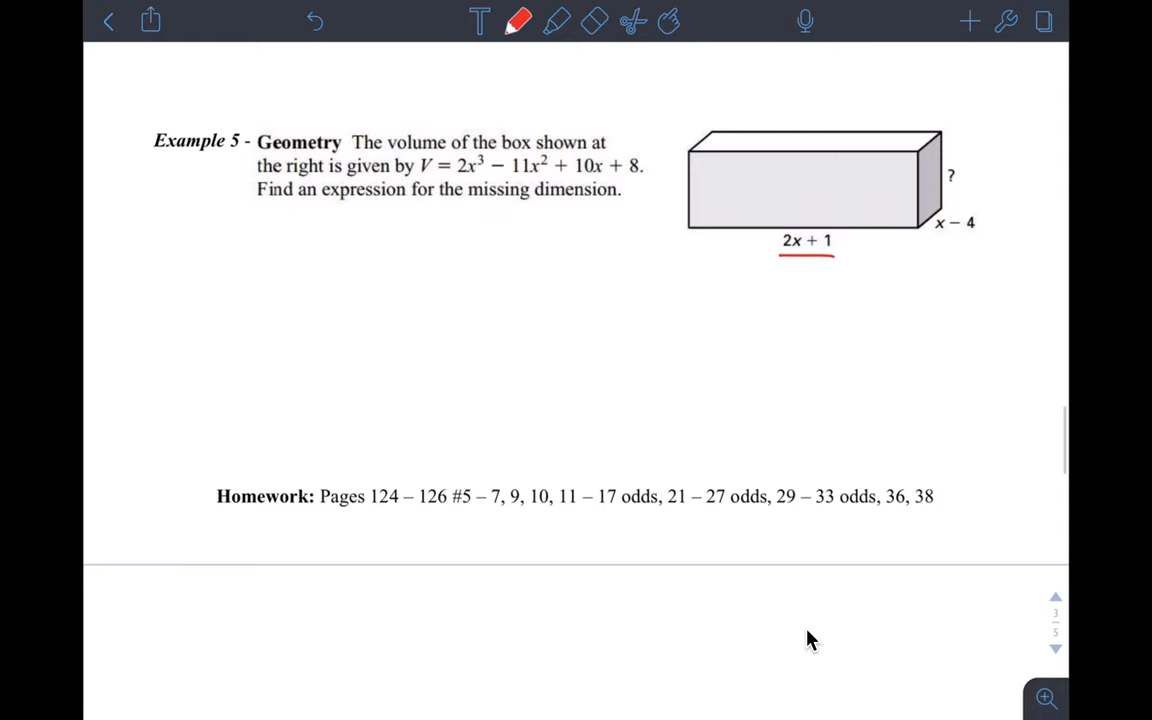 Example 5 - Geometry The volume of the box shown at
the right is given by V = 2x³ − 11x² + 10x + 8.
Find an expression for the missing dimension.
?
x − 4
2x + 1
Homework: Pages 124 – 126 #5 – 7, 9, 10, 11 – 17 odds, 21 – 27 odds, 29 – 33 odds, 36, 38
3
5